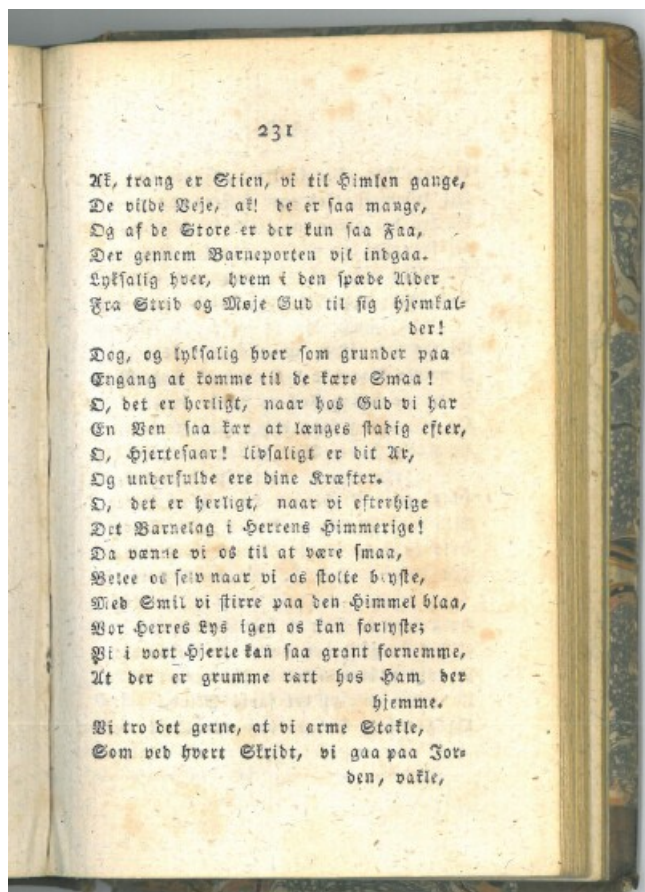 231
Ak, trang er Stien, vi til Himlen gange,
De vilde Veje, ak! de er saa mange,
Og af de Store er der kun saa Faa,
Der gennem Barneporten vil indgaa.
Lyksalig hver, hvem i den spæde Alder
Fra Strid og Møje Gud til sig hjemkal-
der!
Dog, og lyksalig hver som grunder paa
Engang at komme til de kære Smaa!
O, det er herligt, naar hos Gud vi har
En Ven saa kær at længes stadig efter,
O, Hjertesaar! livsaligt er dit Ar,
Og underfulde ere dine Kræfter.
O, det er herligt, naar vi efterhige
Det Barnelag i Herrens Himmerige!
Da vænne vi os til at være smaa,
Belee os selv naar vi os stolte bryste,
Med Smil vi stirre paa den Himmel blaa,
Vor Herres Lys igen os kan forlyste;
Vi i vort Hjerte kan saa grant fornemme,
At der er grumme rart hos Ham der
hjemme.
Vi tro det gerne, at vi arme Stakle,
Som ved hvert Skridt, vi gaa paa Jor-
den, vakle,